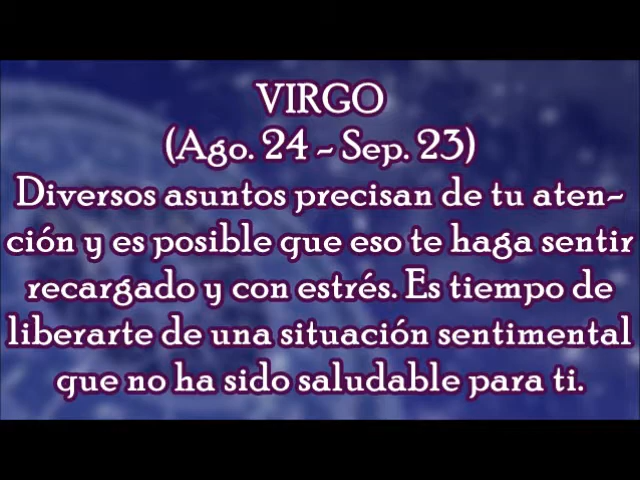 VIRGO
(Ago. 24 - Sep. 23)
Diversos asuntos precisan de tu aten-
ción y es posible que eso te haga sentir
recargado y con estrés. Es tiempo de
liberarte de una situación sentimental
que no ha sido saludable para ti.